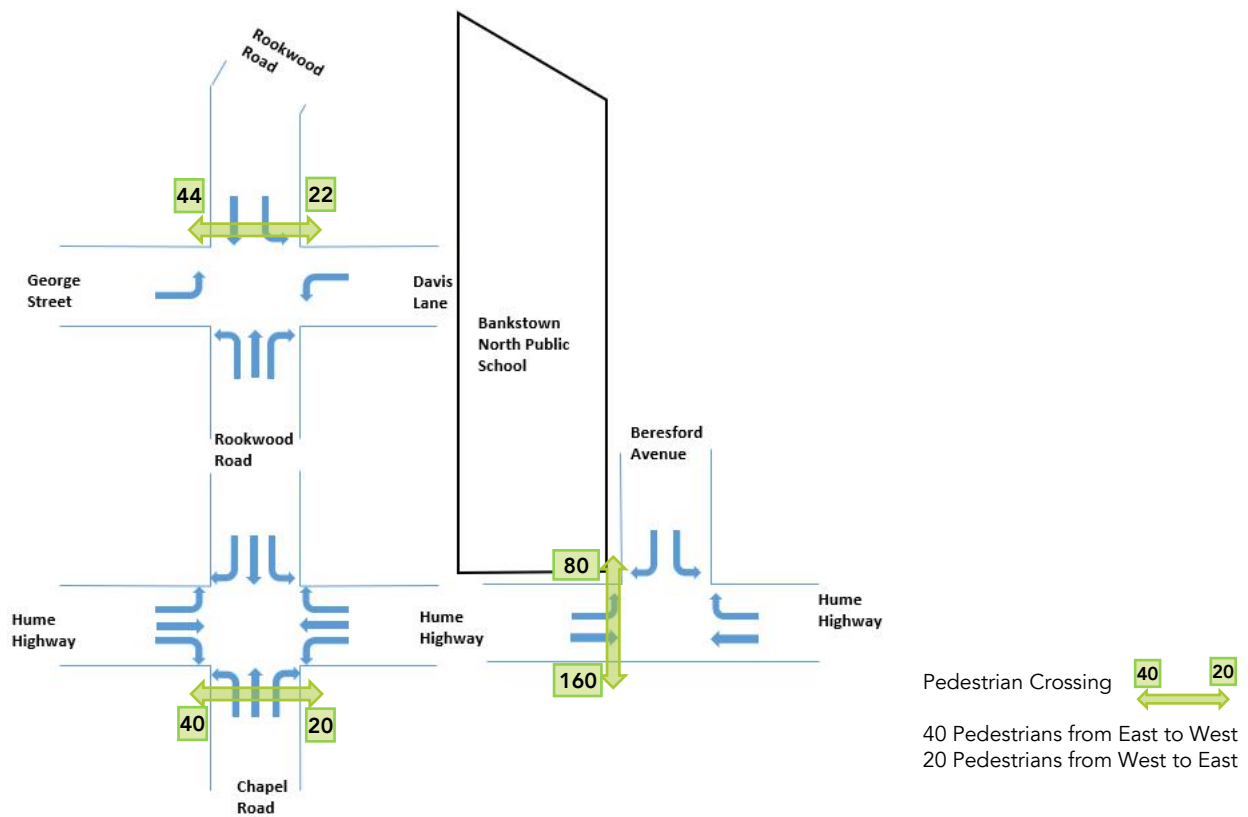 Rookwood
Road
44
22
George
Street
Davis
Lane
Bankstown
North Public
School
Rookwood
Road
Beresford
Avenue
80
Hume
Highway
Hume
Highway
Hume
Highway
160
40
20
Chapel
Road
Pedestrian Crossing
40
20
40 Pedestrians from East to West
20 Pedestrians from West to East